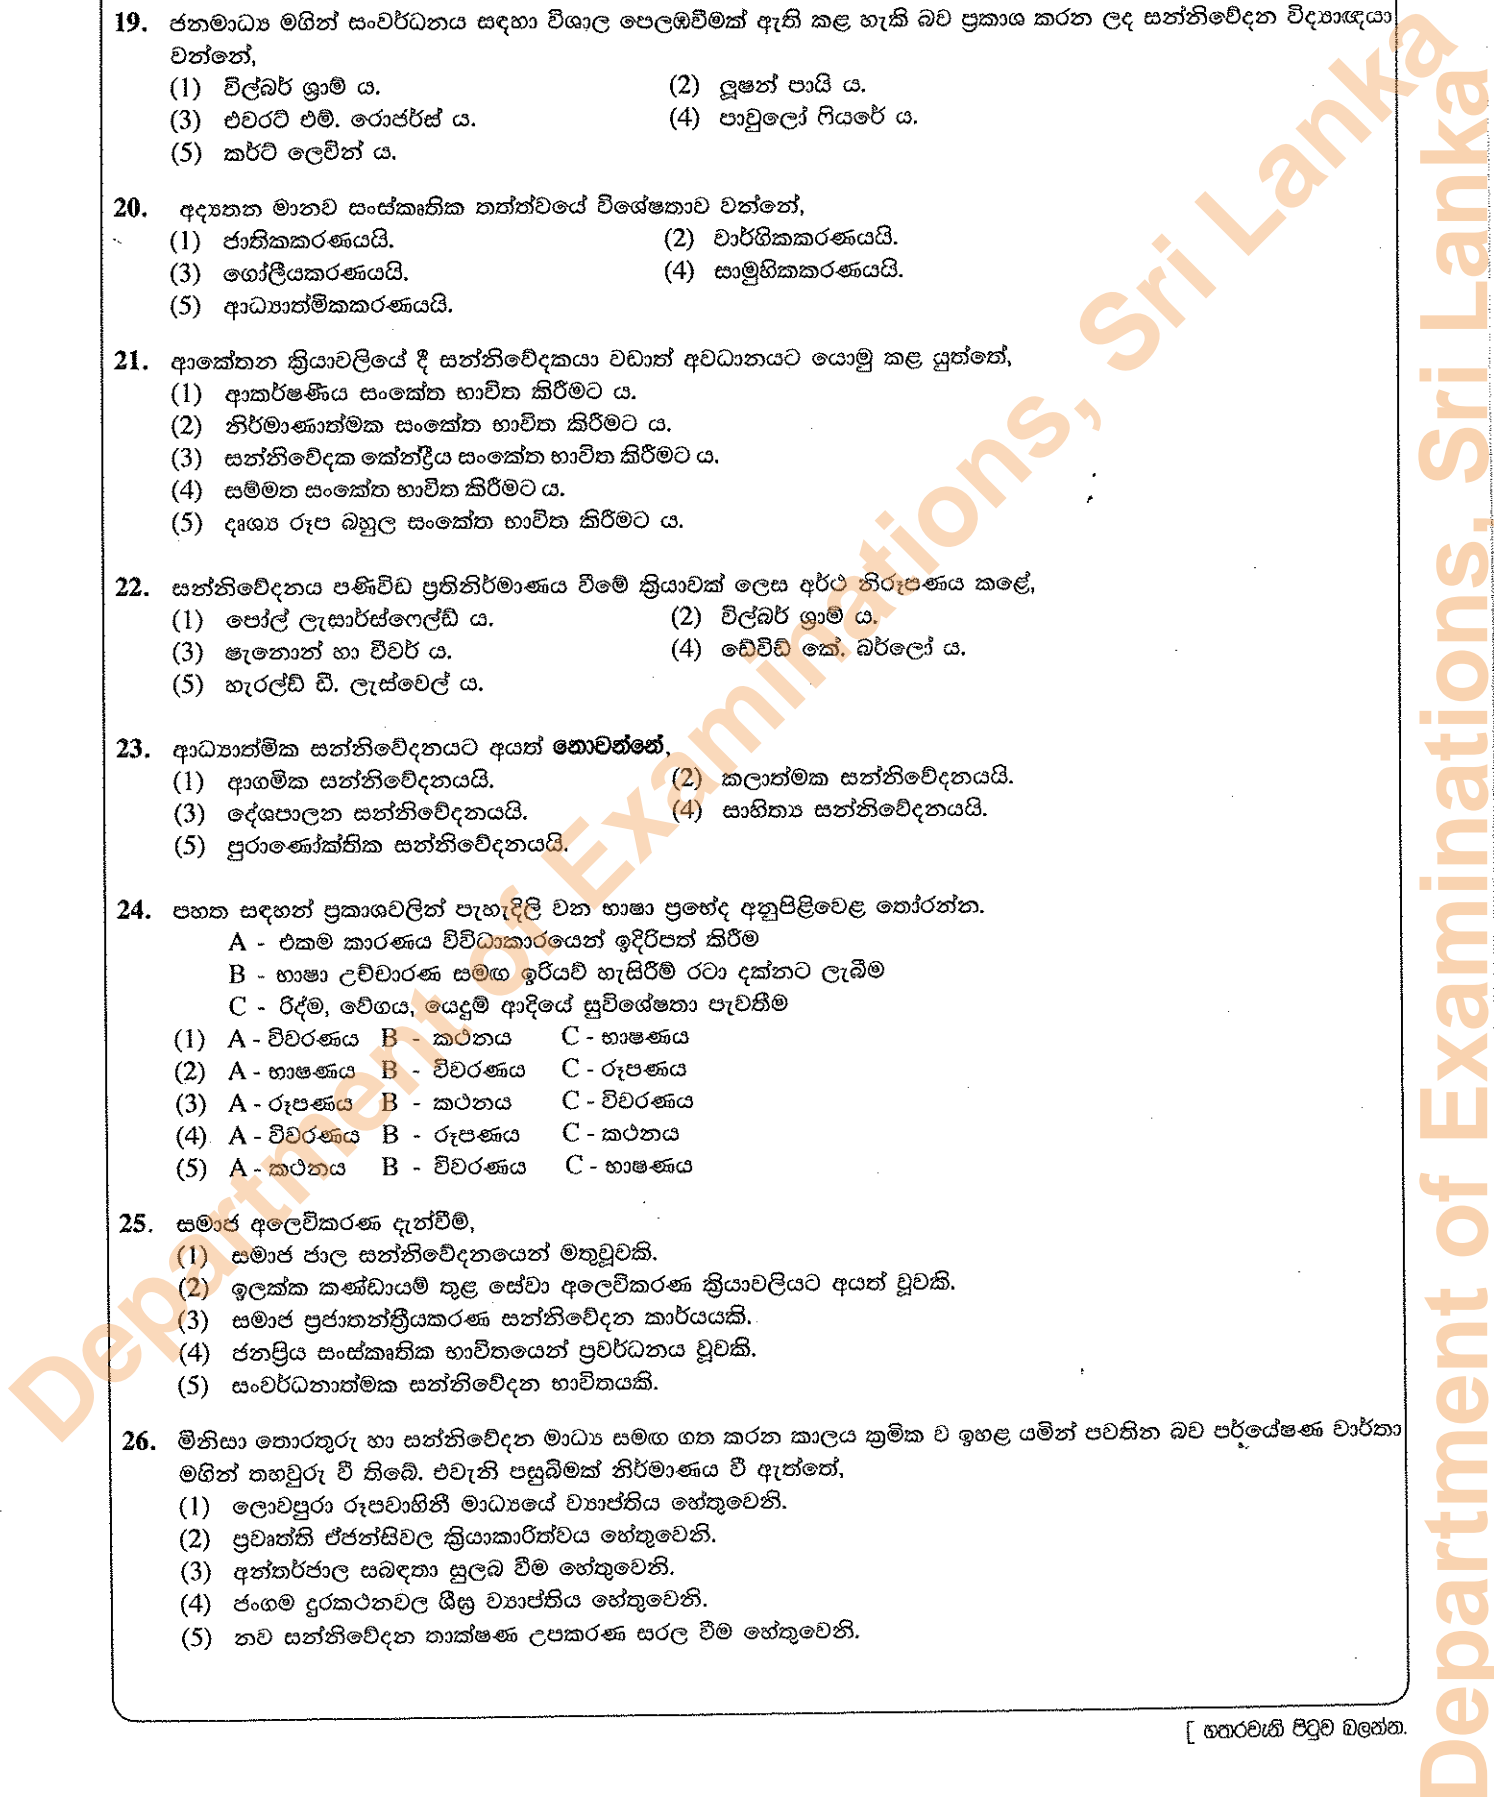 19. ජනමාධ්‍ය මගින් සංවර්ධනය සඳහා විශාල පෙලඹවීමක් ඇති කළ හැකි බව ප්‍රකාශ කරන ලද සන්නිවේදන විද්‍යාඥයා
වන්නේ,
(1) විල්බර් ශ්‍රාම් ය. (2) ලූෂන් පායි ය.
(3) එවරට් එම්. රොජර්ස් ය. (4) පාවුලෝ ෆියරේ ය.
(5) කර්ට් ලෙවින් ය.
20. අද්‍යතන මානව සංස්කෘතික තත්ත්වයේ විශේෂතාව වන්නේ,
(1) ජාතිකකරණයයි. (2) වාර්ගිකකරණයයි.
(3) ගෝලීයකරණයයි. (4) සාමුහිකකරණයයි.
(5) ආධ්‍යාත්මිකකරණයයි.
21. ආකේතන ක්‍රියාවලියේ දී සන්නිවේදකයා වඩාත් අවධානයට යොමු කළ යුත්තේ,
(1) ආකර්ෂණීය සංකේත භාවිත කිරීමට ය.
(2) නිර්මාණාත්මක සංකේත භාවිත කිරීමට ය.
(3) සන්නිවේදක කේන්ද්‍රීය සංකේත භාවිත කිරීමට ය.
(4) සම්මත සංකේත භාවිත කිරීමට ය.
(5) දෘශ්‍ය රූප බහුල සංකේත භාවිත කිරීමට ය.
22. සන්නිවේදනය පණිවිඩ ප්‍රතිනිර්මාණය වීමේ ක්‍රියාවක් ලෙස අර්ථ නිරූපණය කළේ,
(1) පෝල් ලැසාර්ස්ෆෙල්ඩ් ය. (2) විල්බර් ශ්‍රාම් ය.
(3) ෂැනොන් හා වීවර් ය. (4) ඩේවිඩ් කේ. බර්ලෝ ය.
(5) හැරල්ඩ් ඩී. ලැස්වෙල් ය.
23. ආධ්‍යාත්මික සන්නිවේදනයට අයත් නොවන්නේ,
(1) ආගමික සන්නිවේදනයයි. (2) කලාත්මක සන්නිවේදනයයි.
(3) දේශපාලන සන්නිවේදනයයි. (4) සාහිත්‍ය සන්නිවේදනයයි.
(5) පුරාණෝක්තික සන්නිවේදනයයි.
24. පහත සඳහන් ප්‍රකාශවලින් පැහැදිලි වන භාෂා ප්‍රභේද අනුපිළිවෙළ තෝරන්න.
A - එකම කාරණය විවිධාකාරයෙන් ඉදිරිපත් කිරීම
B - භාෂා උච්චාරණ සමඟ ඉරියව් හැසිරීම් රටා දක්නට ලැබීම
C - රිද්ම, වේගය, යෙදුම් ආදියේ සුවිශේෂතා පැවතීම
(1) A - විවරණය B - කථනය C - භාෂණය
(2) A - භාෂණය B - විවරණය C - රූපණය
(3) A - රූපණය B - කථනය C - විවරණය
(4) A - විවරණය B - රූපණය C - කථනය
(5) A - කථනය B - විවරණය C - භාෂණය
25. සමාජ අලෙවිකරණ දැන්වීම්,
(1) සමාජ ජාල සන්නිවේදනයෙන් මතුවූවකි.
(2) ඉලක්ක කණ්ඩායම් තුළ සේවා අලෙවිකරණ ක්‍රියාවලියට අයත් වූවකි.
(3) සමාජ ප්‍රජාතන්ත්‍රීයකරණ සන්නිවේදන කාර්යයකි.
(4) ජනප්‍රිය සංස්කෘතික භාවිතයෙන් ප්‍රවර්ධනය වූවකි.
(5) සංවර්ධනාත්මක සන්නිවේදන භාවිතයකි.
26. මිනිසා තොරතුරු හා සන්නිවේදන මාධ්‍ය සමඟ ගත කරන කාලය ක්‍රමික ව ඉහළ යමින් පවතින බව පර්යේෂණ වාර්තා
මගින් තහවුරු වී තිබේ. එවැනි පසුබිමක් නිර්මාණය වී ඇත්තේ,
(1) ලොවපුරා රූපවාහිනී මාධ්‍යයේ ව්‍යාප්තිය හේතුවෙනි.
(2) ප්‍රවෘත්ති ඒජන්සිවල ක්‍රියාකාරිත්වය හේතුවෙනි.
(3) අන්තර්ජාල සබඳතා සුලබ වීම හේතුවෙනි.
(4) ජංගම දුරකථනවල ශීඝ්‍ර ව්‍යාප්තිය හේතුවෙනි.
(5) නව සන්නිවේදන තාක්ෂණ උපකරණ සරල වීම හේතුවෙනි.
[ හතරවැනි පිටුව බලන්න.
Department of Examinations, Sri Lanka
Department of Examinations, Sri Lanka